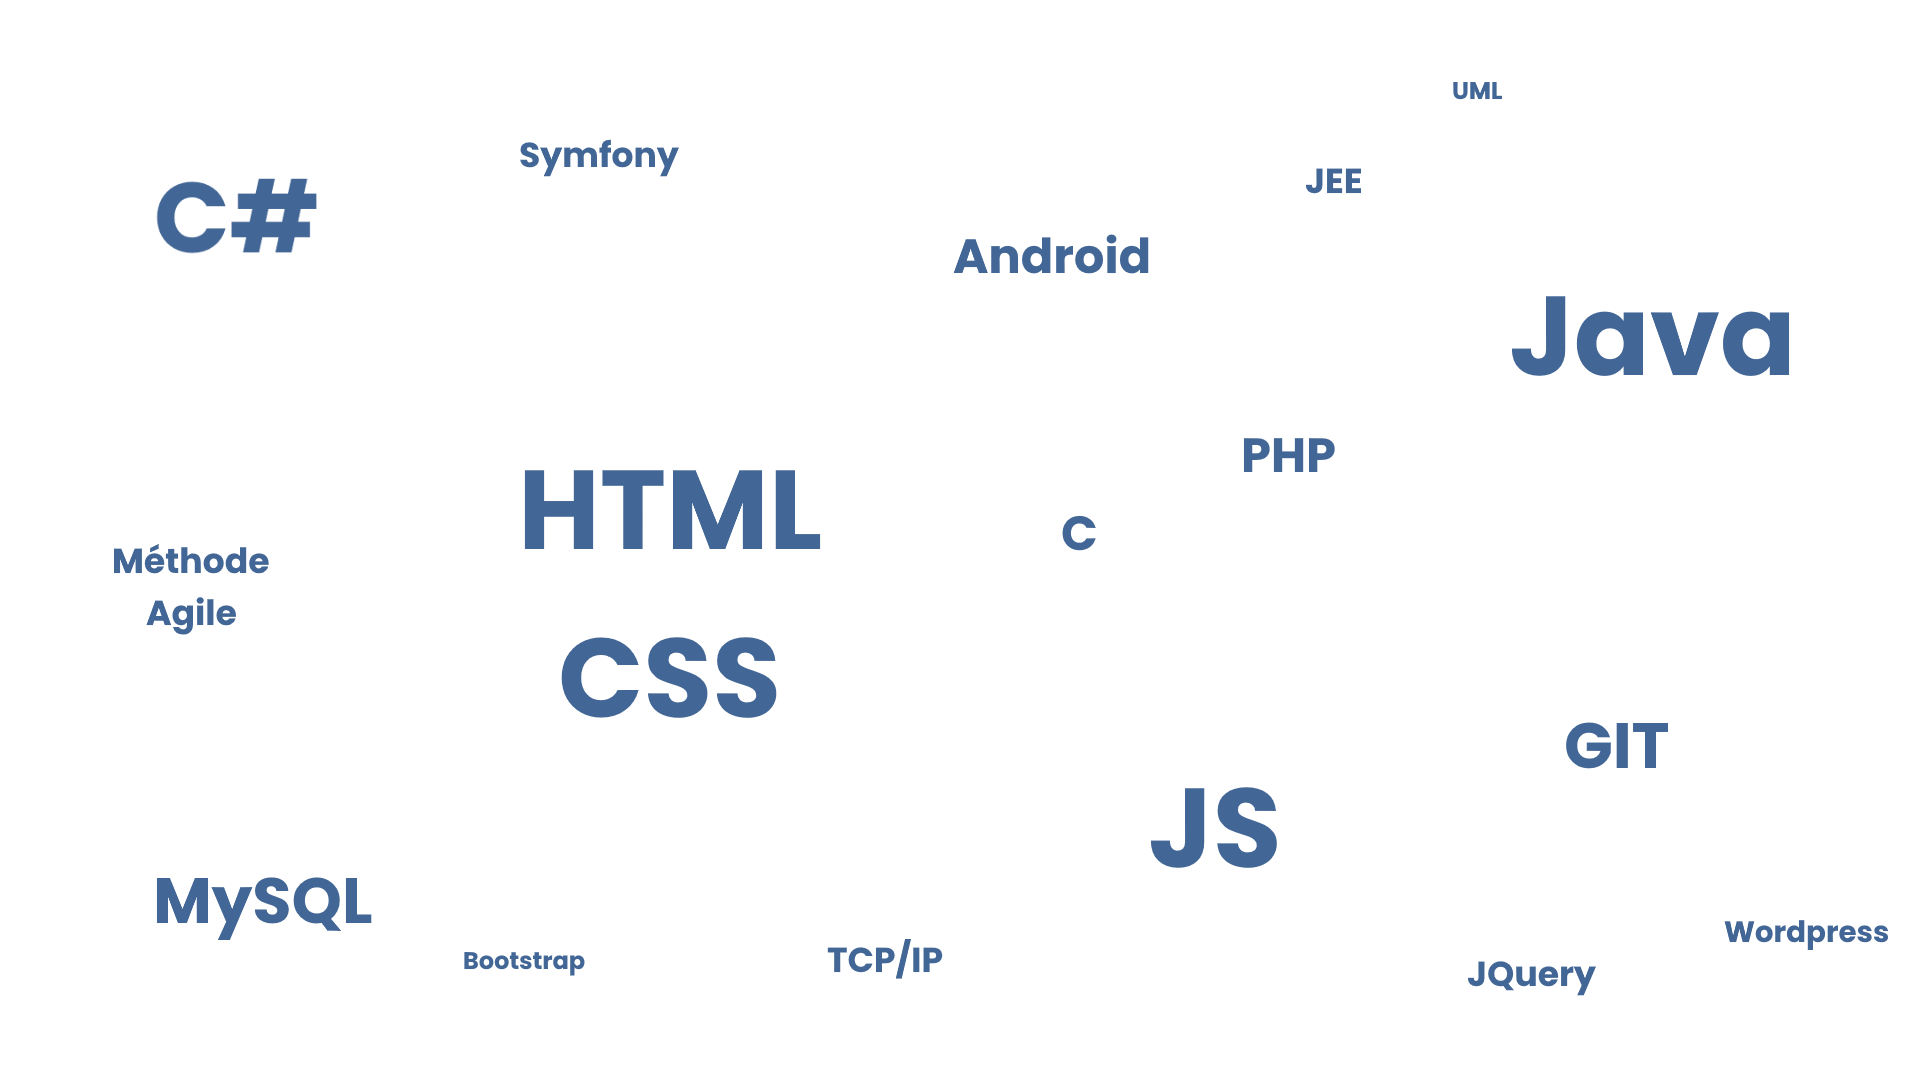 UML
Symfony
JEE
C#
Android
Java
PHP
HTML
C
Méthode
Agile
CSS
GIT
JS
MySQL
Wordpress
Bootstrap
TCP/IP
JQuery